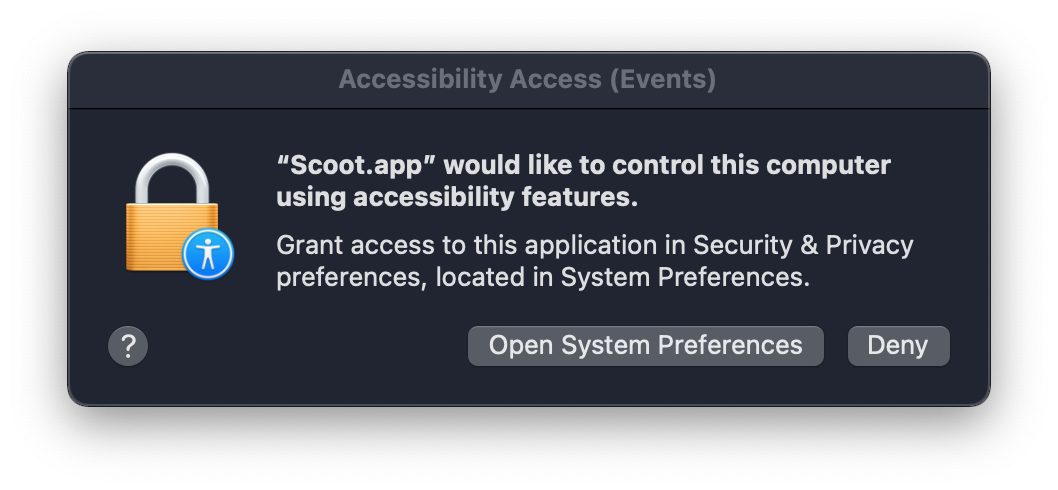 Accessibility Access (Events)
“Scoot.app” would like to control this computer
using accessibility features.
Grant access to this application in Security & Privacy
preferences, located in System Preferences.
?
Open System Preferences
Deny